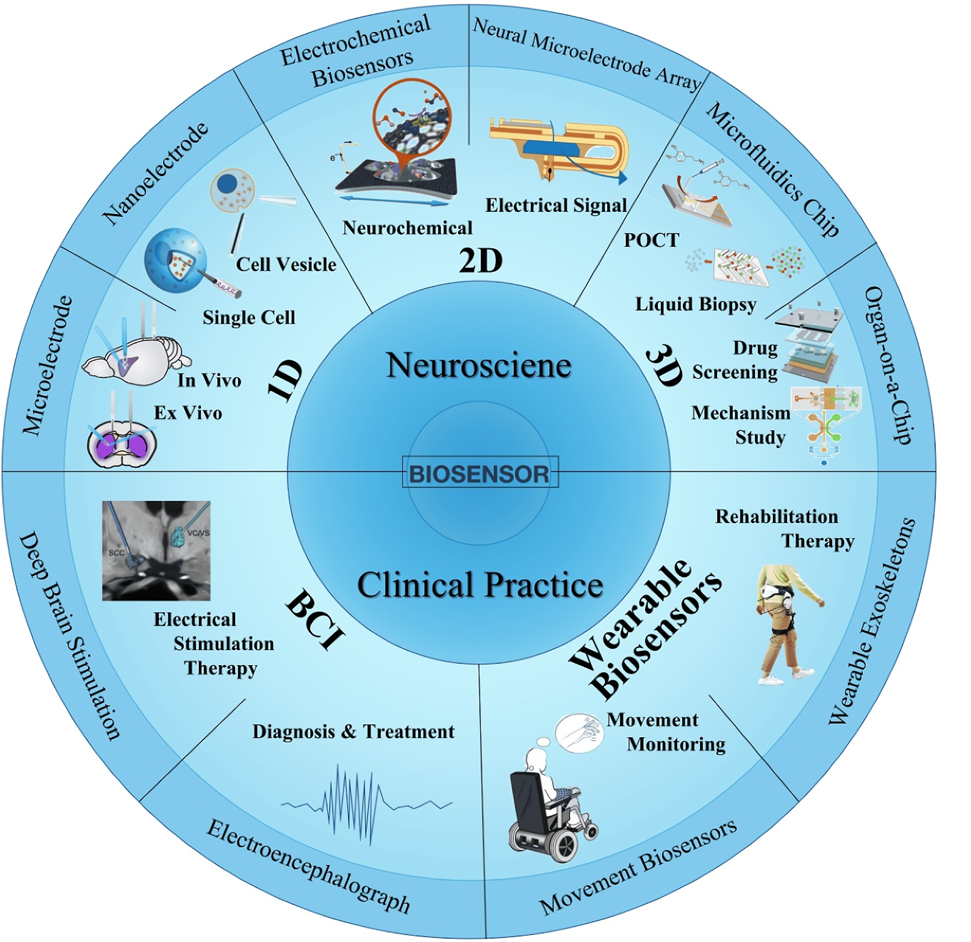 Electrochemical
Biosensors
Neural Microelectrode Array
Nanoelectrode
Microfluidics Chip
Microelectrode
Organ-on-a-Chip
Neurochemical
Electrical Signal
2D
Cell Vesicle
Single Cell
In Vivo
Ex Vivo
1D
POCT
Liquid Biopsy
Drug
Screening
Mechanism
Study
3D
e-
Neurosciene
BIOSENSOR
Clinical Practice
Deep Brain Stimulation
SCC
VC/VS
Electrical
Stimulation
Therapy
BCI
Diagnosis & Treatment
Electroencephalograph
Wearable
Biosensors
Rehabilitation
Therapy
Wearable Exoskeletons
Movement
Monitoring
Movement Biosensors